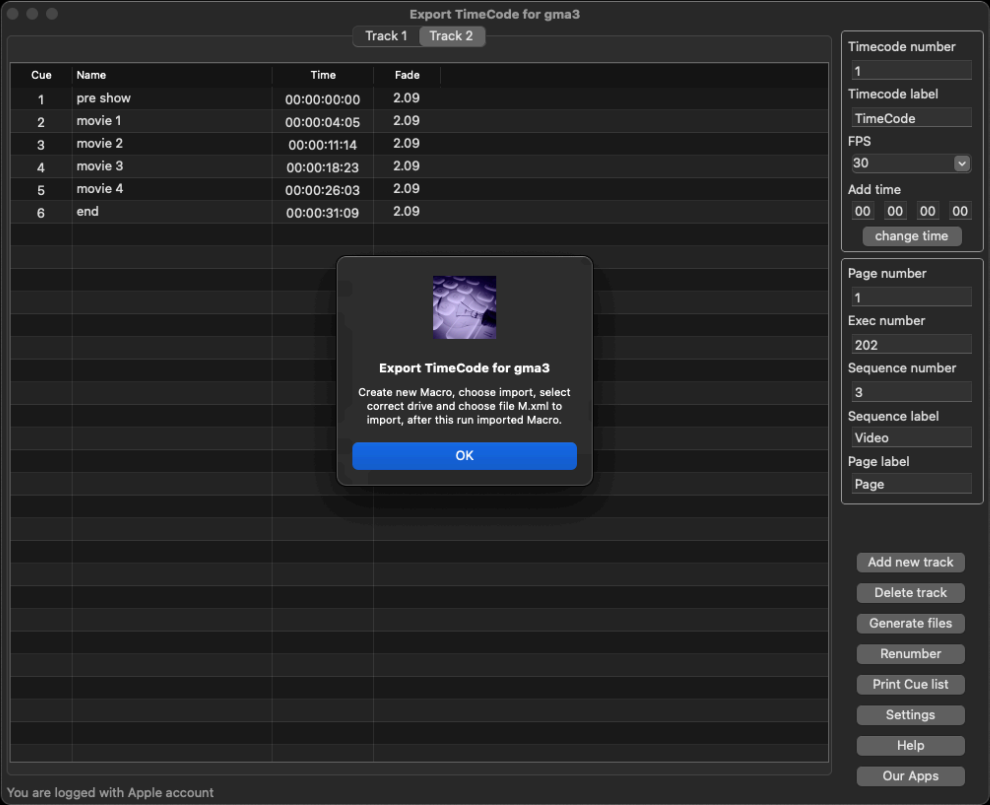 Export TimeCode for gma3
Track 1 Track 2
Cue Name Time Fade
1 pre show 00:00:00:00 2.09
2 movie 1 00:00:04:05 2.09
3 movie 2 00:00:11:14 2.09
4 movie 3 00:00:18:23 2.09
5 movie 4 00:00:26:03 2.09
6 end 00:00:31:09 2.09
Export TimeCode for gma3
Create new Macro, choose import, select
correct drive and choose file M.xml to
import, after this run imported Macro.
OK
Timecode number
1
Timecode label
TimeCode
FPS
30
Add time
00 00 00 00
change time
Page number
1
Exec number
202
Sequence number
3
Sequence label
Video
Page label
Page
Add new track
Delete track
Generate files
Renumber
Print Cue list
Settings
Help
Our Apps
You are logged with Apple account